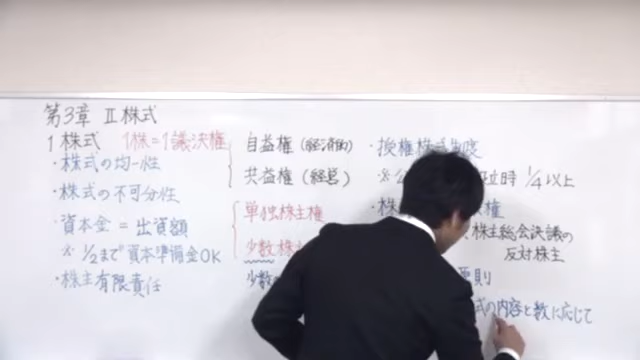 第3章 Ⅱ株式
1 株式 1株=1議決権
・株式の均一性
・株式の不可分性
・資本金 = 出資額
※ 1/2まで資本準備金OK
・株主有限責任
自益権 (経済的)
共益権 (経営)
単独株主権
少数株主
少数
・授権株式制度
※公 立時 1/4以上
・株 権
株主総会決議の
反対株主
原則
式の内容と数に応じて